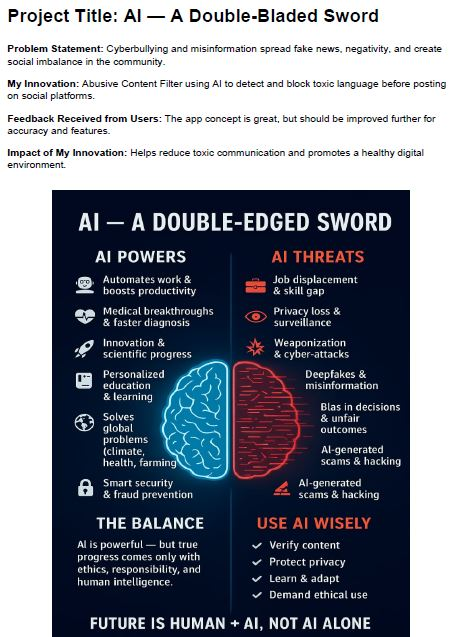 Project Title: AI — A Double-Bladed Sword
Problem Statement: Cyberbullying and misinformation spread fake news, negativity, and create
social imbalance in the community.
My Innovation: Abusive Content Filter using AI to detect and block toxic language before posting
on social platforms.
Feedback Received from Users: The app concept is great, but should be improved further for
accuracy and features.
Impact of My Innovation: Helps reduce toxic communication and promotes a healthy digital
environment.
AI — A DOUBLE-EDGED SWORD
AI POWERS
Automates work &
boosts productivity
Medical breakthroughs
& faster diagnosis
Innovation &
scientific progress
Personalized
education
& learning
Solves
global
problems
(climate,
health, farming
Smart security
& fraud prevention
AI THREATS
Job displacement
& skill gap
Privacy loss &
surveillance
Weaponization
& cyber-attacks
Deepfakes &
misinformation
Blas in decisions
& unfair
outcomes
Al-generated
scams & hacking
AI-generated
scams & hacking
THE BALANCE
AI is powerful — but true
progress comes only with
ethics, responsibility, and
human intelligence.
USE AI WISELY
Verify content
Protect privacy
Learn & adapt
Demand ethical use
FUTURE IS HUMAN + AI, NOT AI ALONE